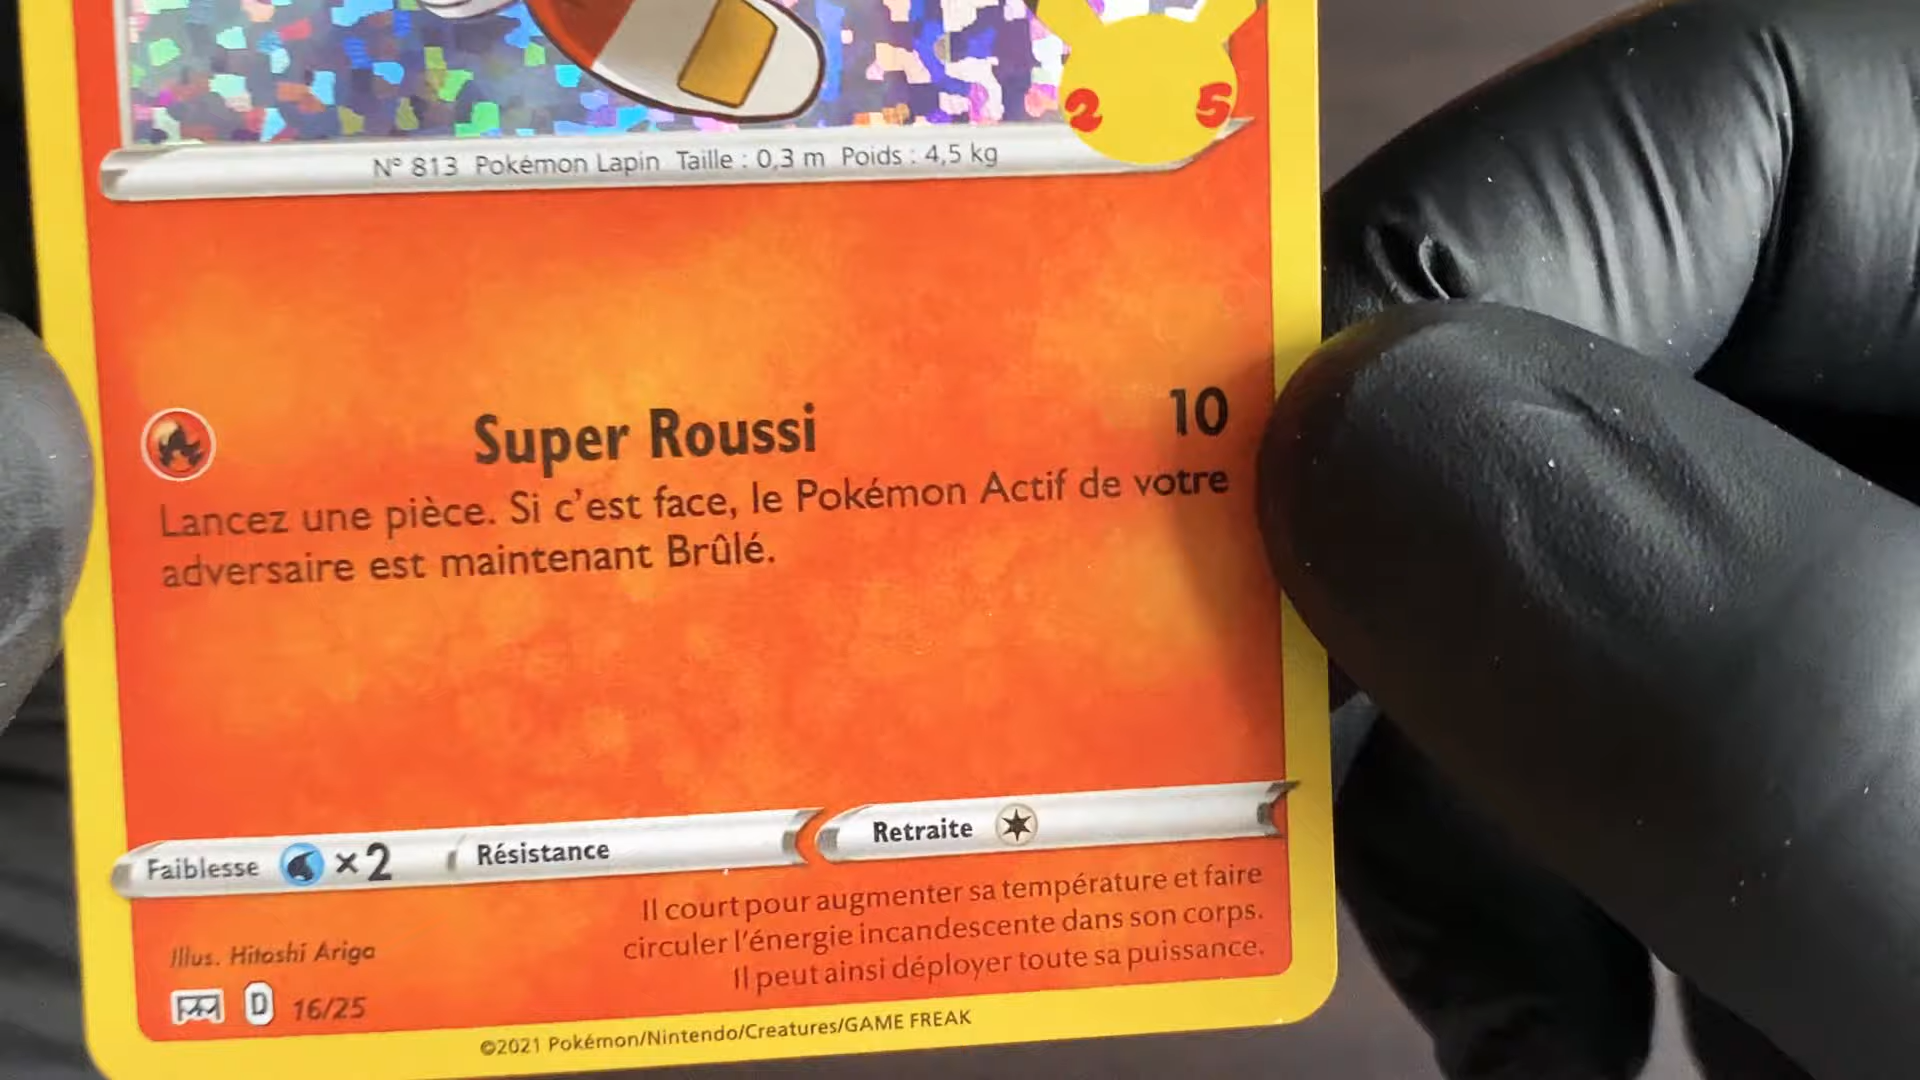 2 5
N° 813 Pokémon Lapin Taille : 0,3 m Poids : 4,5 kg
Super Roussi 10
Lancez une pièce. Si c'est face, le Pokémon Actif de votre
adversaire est maintenant Brûlé.
Faiblesse ×2 Résistance Retraite
Il court pour augmenter sa température et faire
circuler l'énergie incandescente dans son corps.
Il peut ainsi déployer toute sa puissance.
Illus. Hitoshi Ariga
D 16/25
©2021 Pokémon/Nintendo/Creatures/GAME FREAK